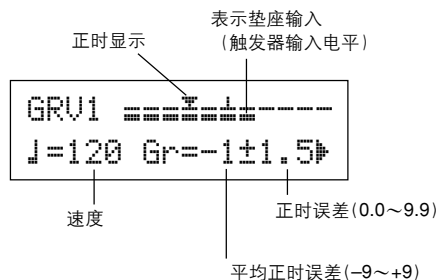 表示垫座输入
（触发器输入电平）
正时显示
GRV1
♩=120 Gr=-1±1.5
速度
正时误差(0.0～9.9)
平均正时误差(–9～+9)